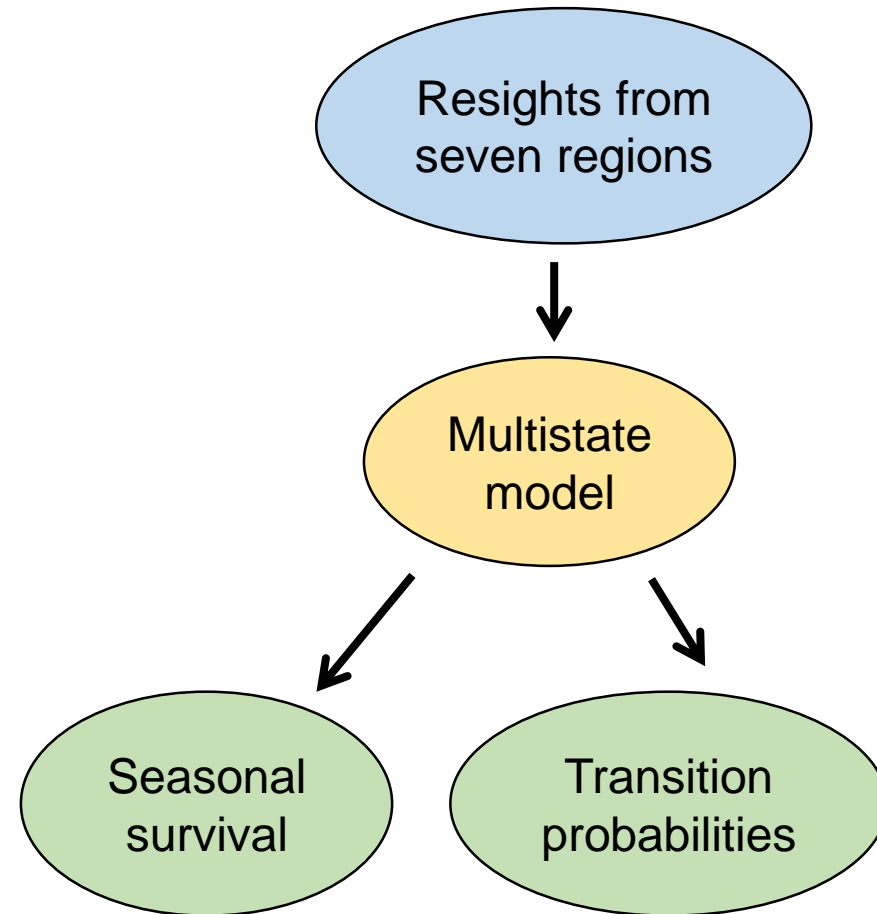 Resights from
seven regions
Multistate
model
Seasonal
survival
Transition
probabilities